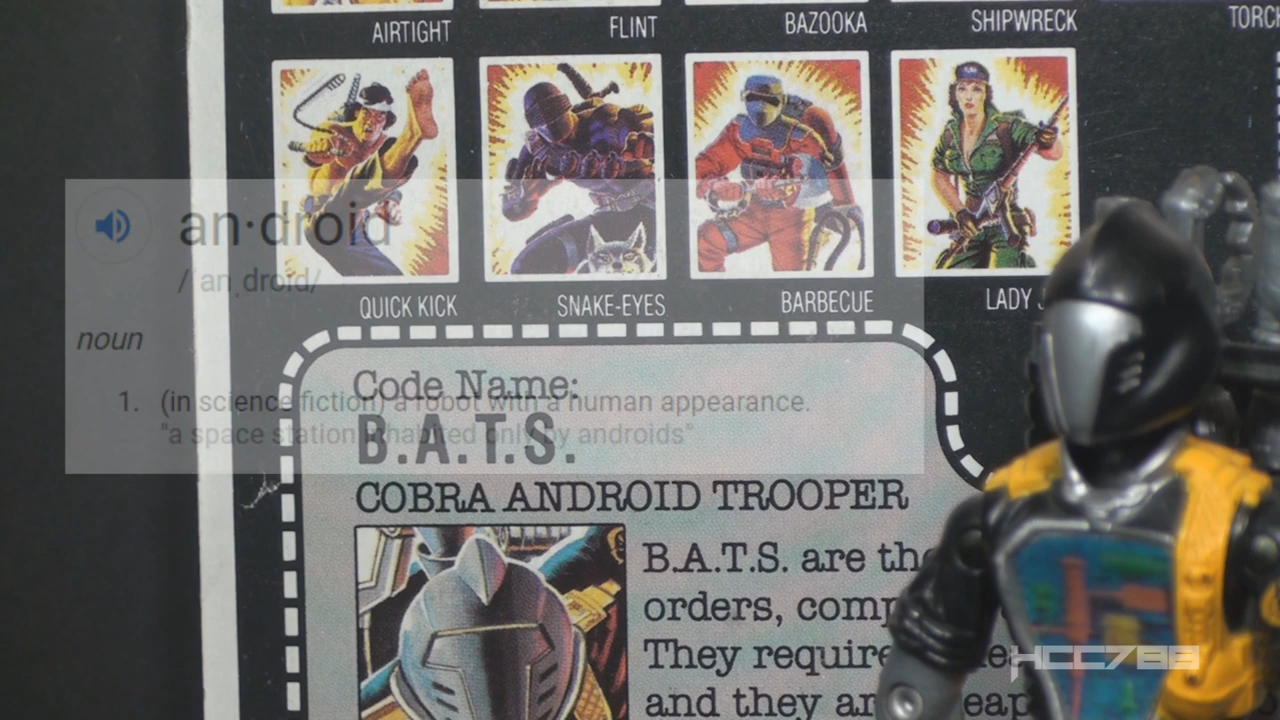 AIRTIGHT FLINT BAZOOKA SHIPWRECK
QUICK KICK SNAKE-EYES BARBECUE LADY
an·droid
/ˈanˌdroid/
noun
1. (in science fiction) a robot with a human appearance.
"a space station inhabited only by androids"
Code Name:
B.A.T.S.
COBRA ANDROID TROOPER
B.A.T.S. are
orders,
They require
and they
HCC788